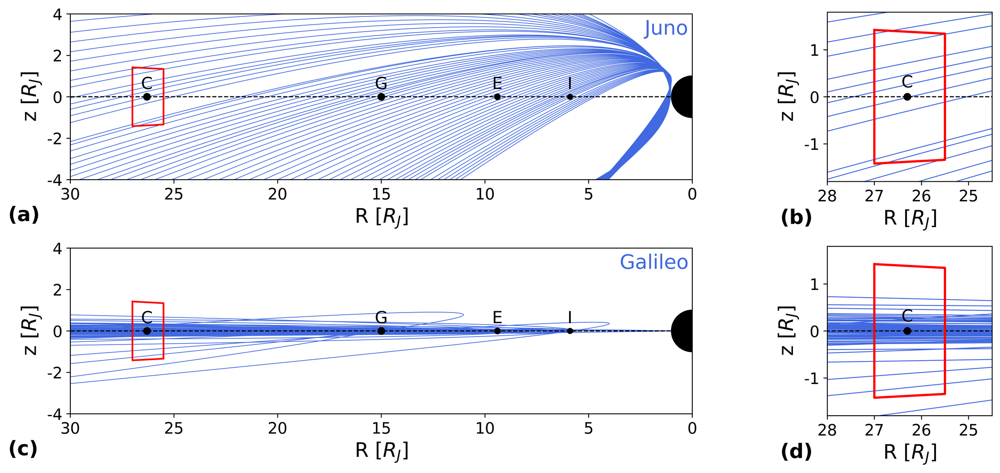 Juno
4
2
0
-2
-4
z [R_J]
C G E I
30 25 20 15 10 5 0
R [R_J]
(a)
1
0
-1
z [R_J]
C
28 27 26 25
R [R_J]
(b)
Galileo
4
2
0
-2
-4
z [R_J]
C G E I
30 25 20 15 10 5 0
R [R_J]
(c)
1
0
-1
z [R_J]
C
28 27 26 25
R [R_J]
(d)